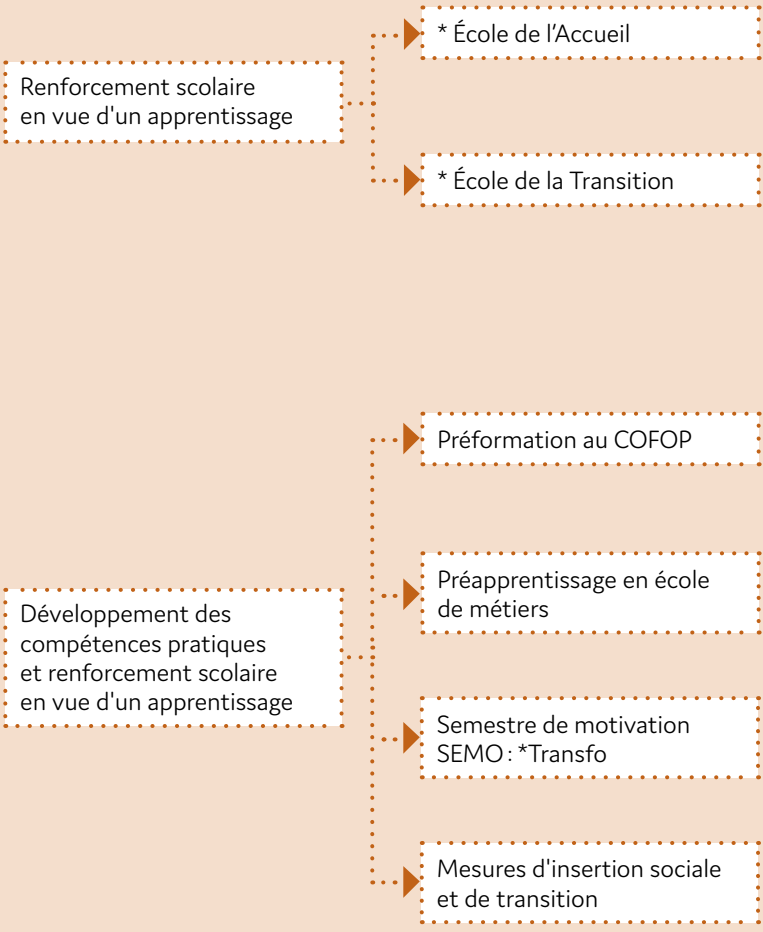 Renforcement scolaire
en vue d'un apprentissage
* École de l'Accueil
* École de la Transition
Développement des
compétences pratiques
et renforcement scolaire
en vue d'un apprentissage
Préformation au COFOP
Préapprentissage en école
de métiers
Semestre de motivation
SEMO : *Transfo
Mesures d'insertion sociale
et de transition